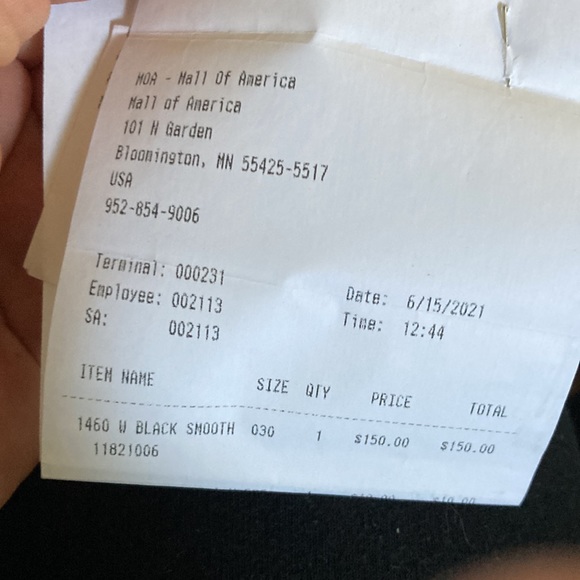 MOA - Mall Of America
Mall of America
101 N Garden
Bloomington, MN 55425-5517
USA
952-854-9006
Terminal: 000231
Employee: 002113
SA: 002113
Date: 6/15/2021
Time: 12:44
ITEM NAME SIZE QTY PRICE TOTAL
1460 W BLACK SMOOTH 030 1 $150.00 $150.00
11821006